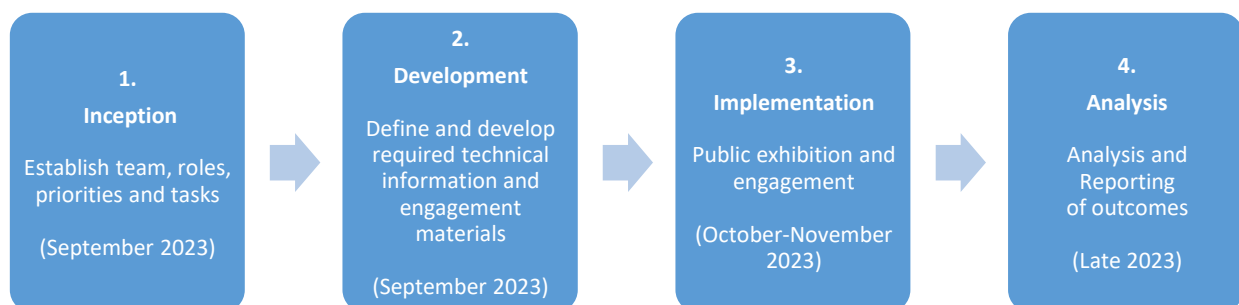 1.
Inception
Establish team, roles,
priorities and tasks
(September 2023)
2.
Development
Define and develop
required technical
information and
engagement
materials
(September 2023)
3.
Implementation
Public exhibition and
engagement
(October-November
2023)
4.
Analysis
Analysis and
Reporting
of outcomes
(Late 2023)